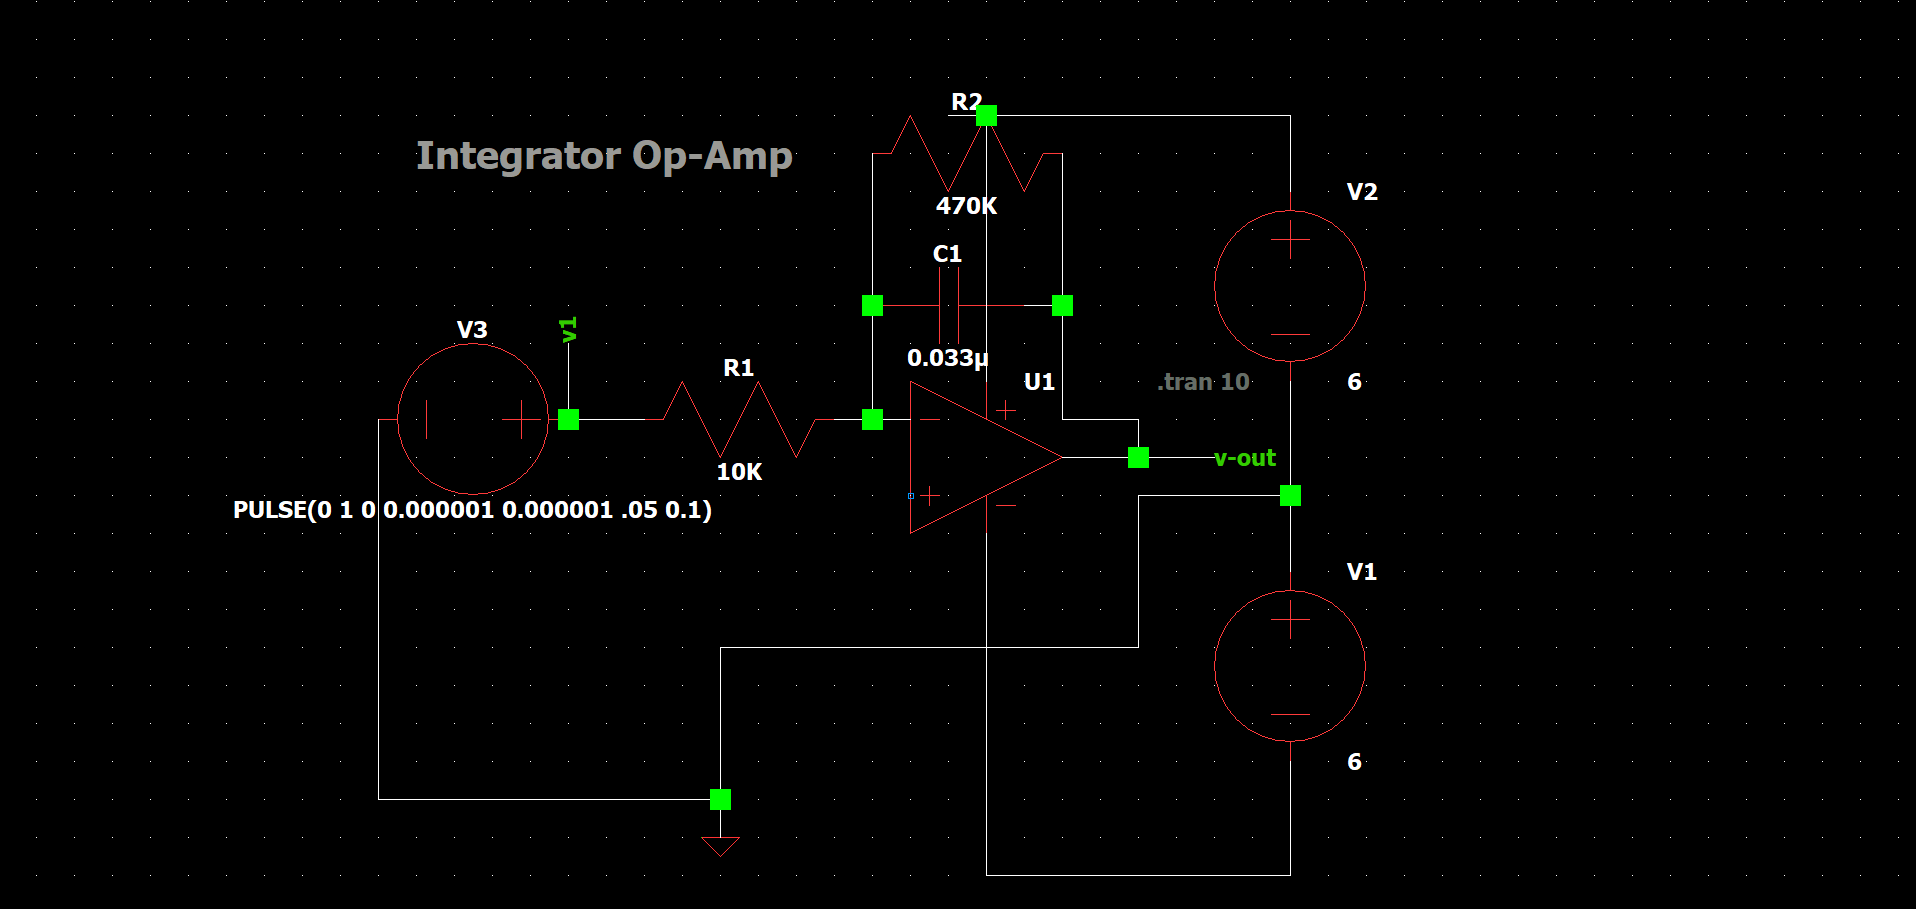 R2
Integrator Op-Amp
V2
470K
C1
v1
V3
0.033µ
R1
U1
.tran 10
6
v-out
10K
PULSE(0 1 0 0.000001 0.000001 .05 0.1)
V1
6